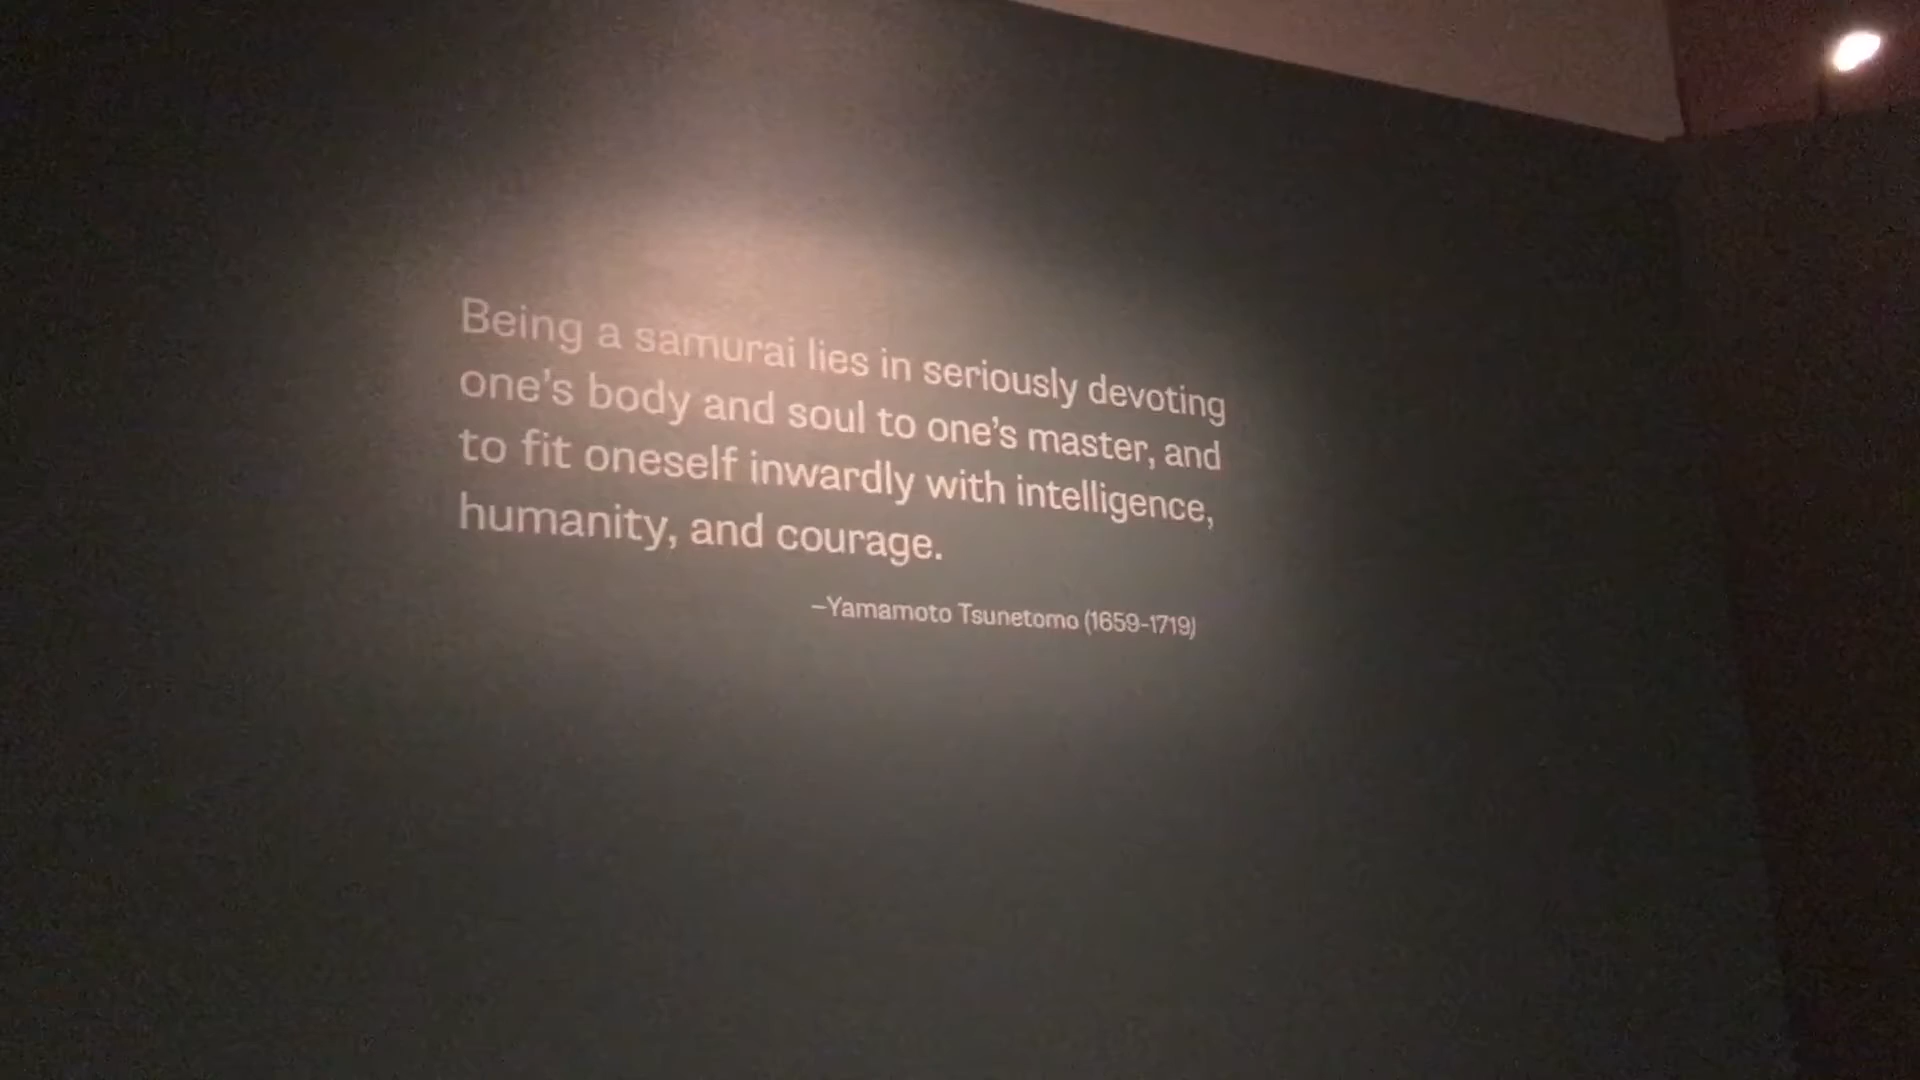 Being a samurai lies in seriously devoting
one’s body and soul to one’s master, and
to fit oneself inwardly with intelligence,
humanity, and courage.
–Yamamoto Tsunetomo (1659-1719)